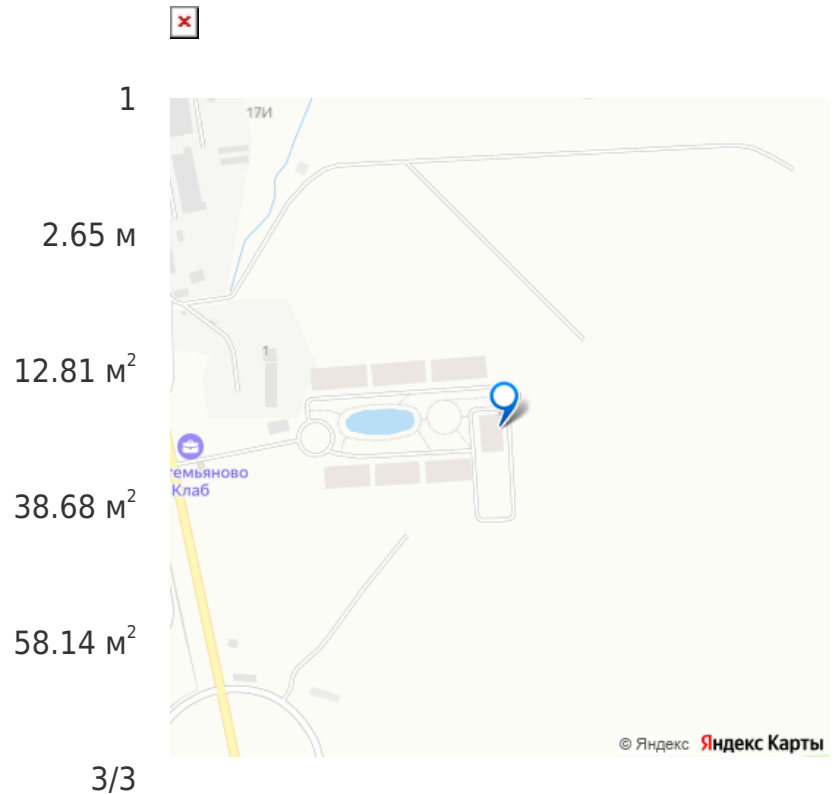 1
2.65 м
12.81 м²
38.68 м²
58.14 м²
3/3
17И
1
темьяново
Клаб
© Яндекс Яндекс Карты